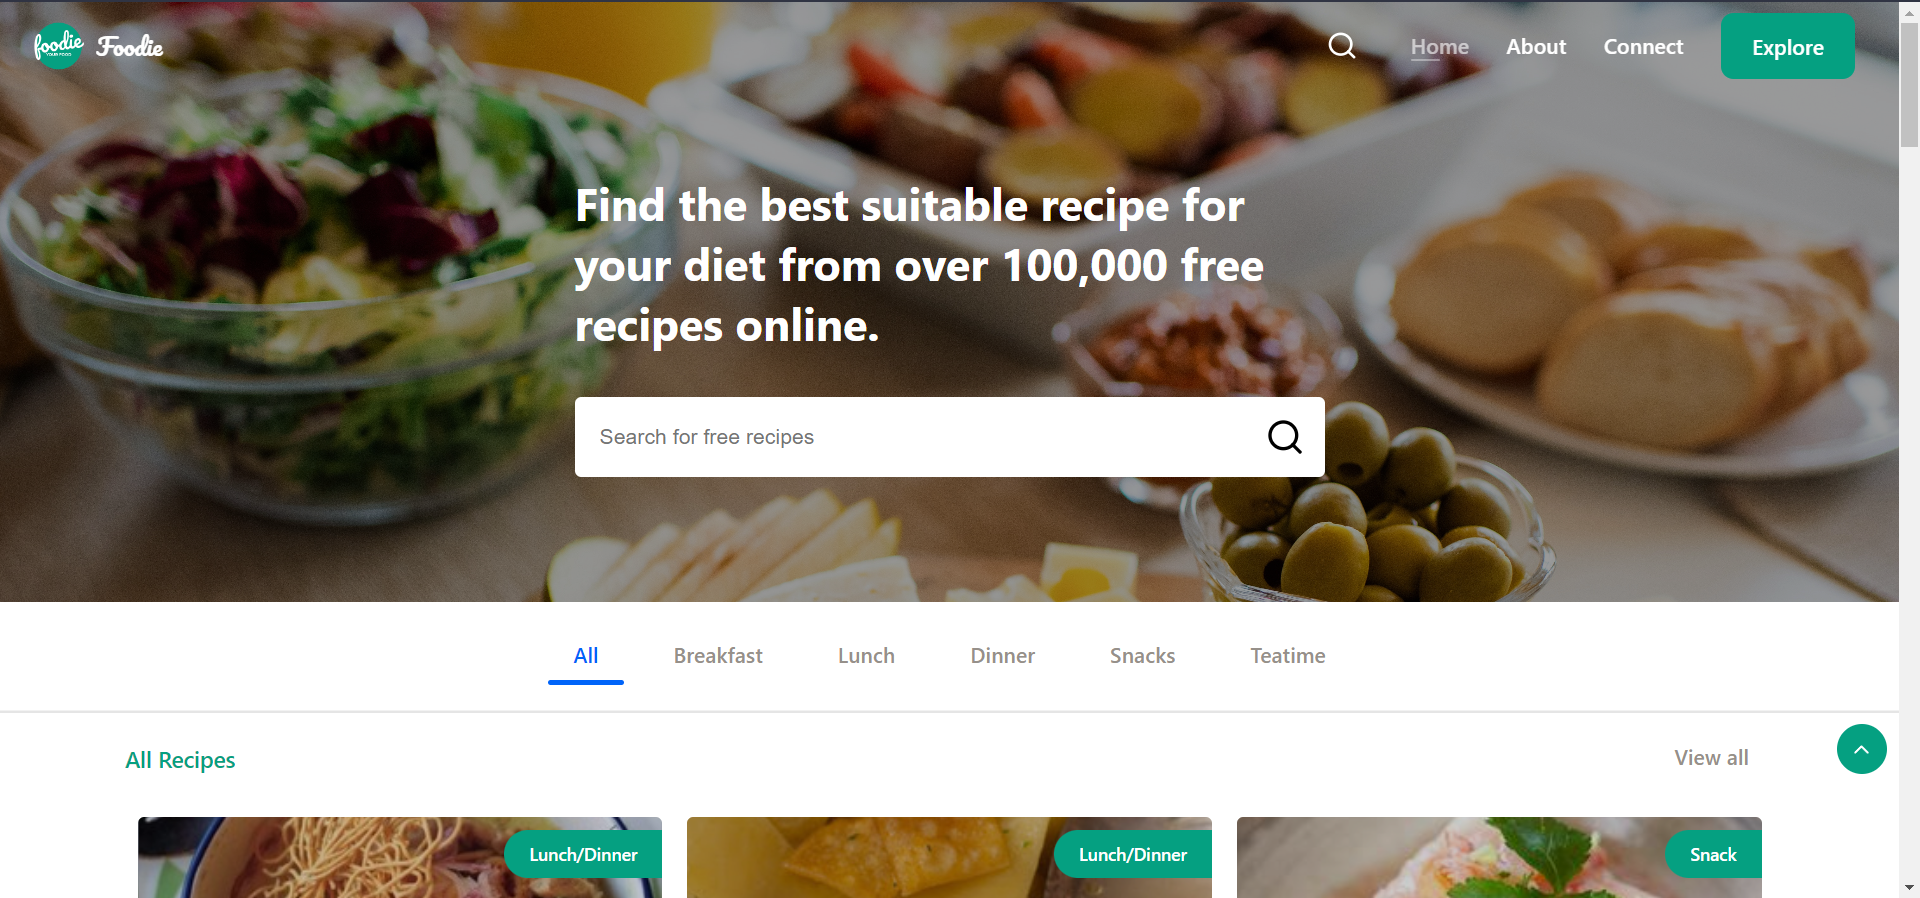 foodie
YOUR FOOD
Foodie
Home
About
Connect
Explore
Find the best suitable recipe for
your diet from over 100,000 free
recipes online.
Search for free recipes
All
Breakfast
Lunch
Dinner
Snacks
Teatime
All Recipes
View all
Lunch/Dinner
Lunch/Dinner
Snack